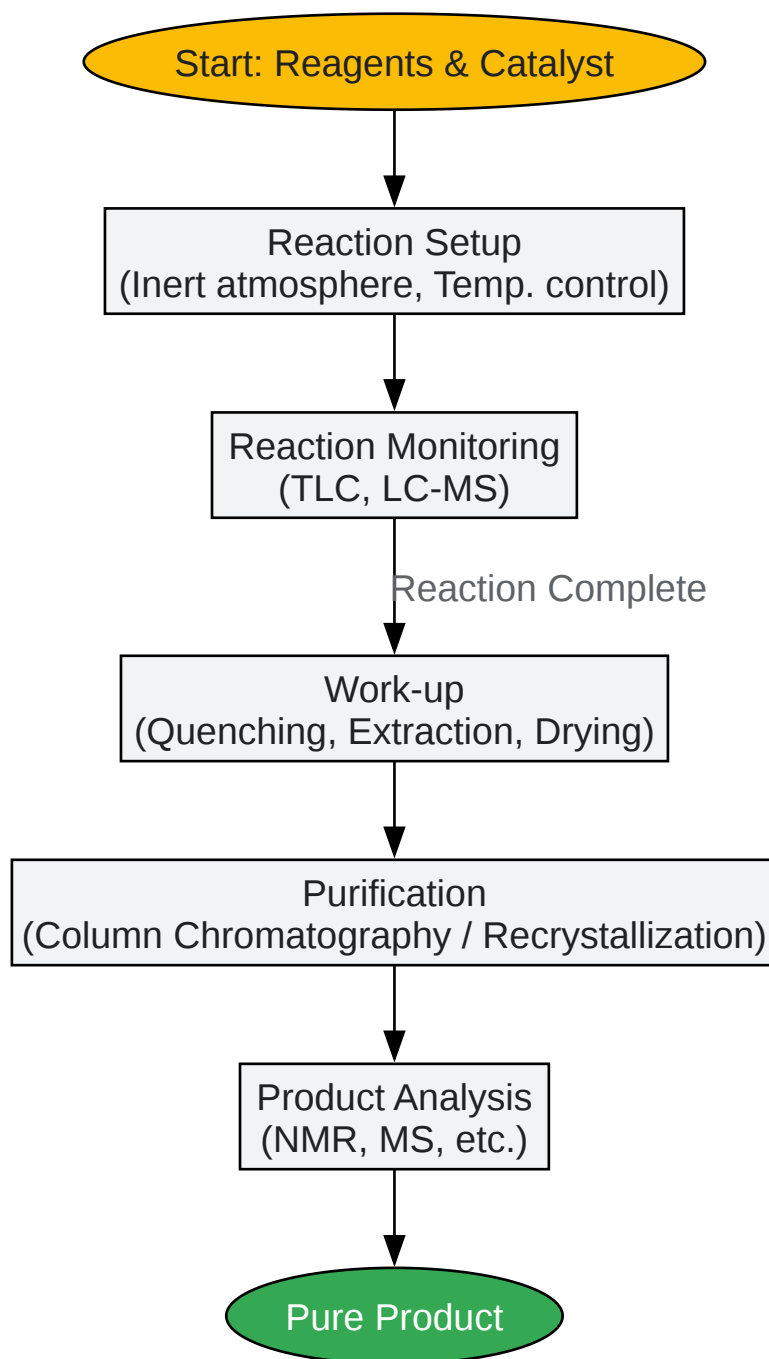 Start: Reagents & Catalyst
Reaction Setup
(Inert atmosphere, Temp. control)
Reaction Monitoring
(TLC, LC-MS)
Reaction Complete
Work-up
(Quenching, Extraction, Drying)
Purification
(Column Chromatography / Recrystallization)
Product Analysis
(NMR, MS, etc.)
Pure Product